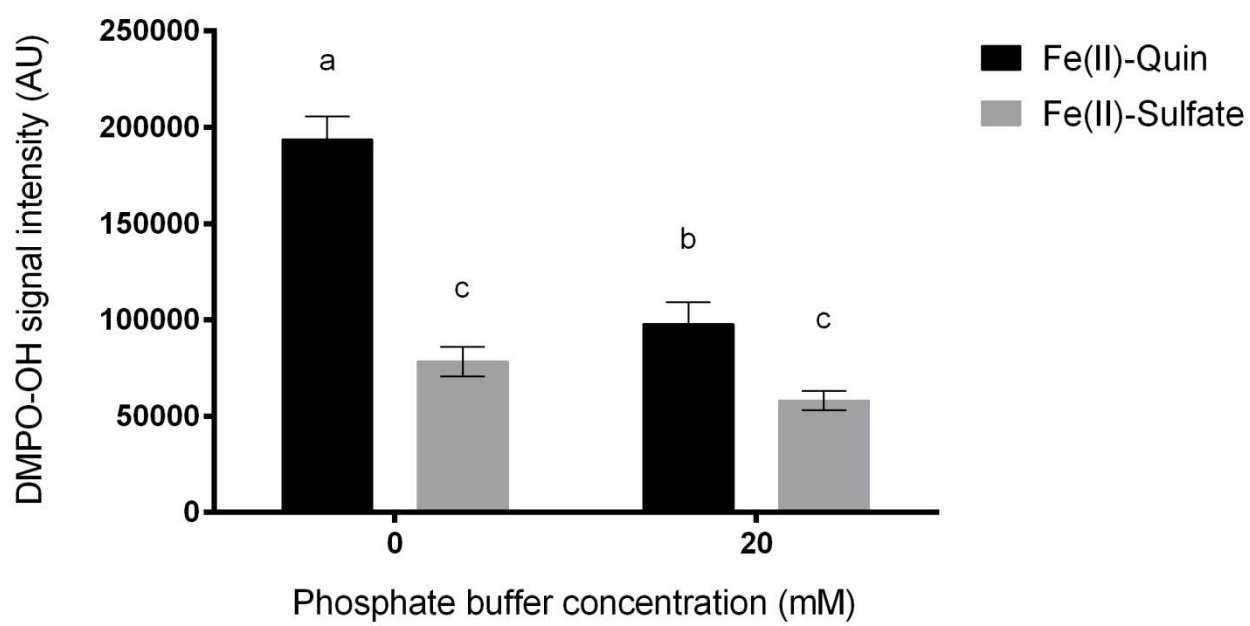 DMPO-OH signal intensity (AU)
250000
200000
150000
100000
50000
0
a
c
b
c
0
20
Phosphate buffer concentration (mM)
Fe(II)-Quin
Fe(II)-Sulfate